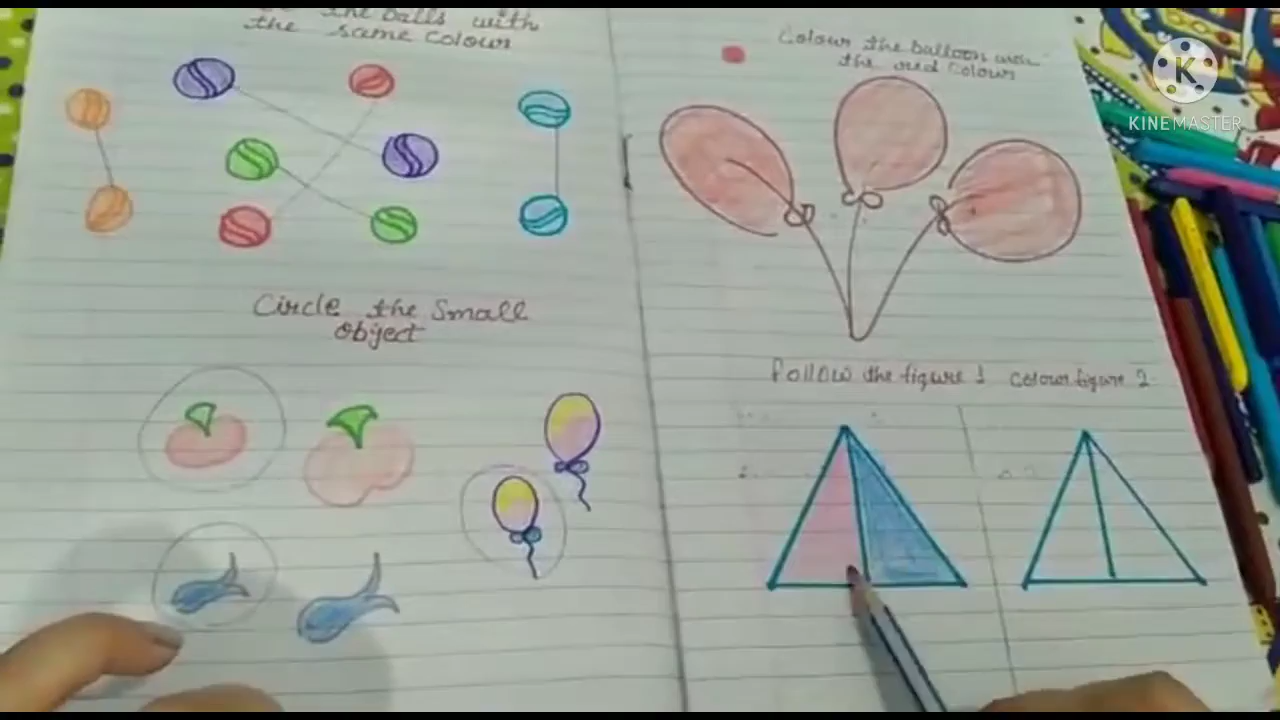 the balls with
the same Colour
Circle the Small
object
Colour the balloon with
the red Colour
Follow the figure 1 colour figure 2
K
KINEMASTER